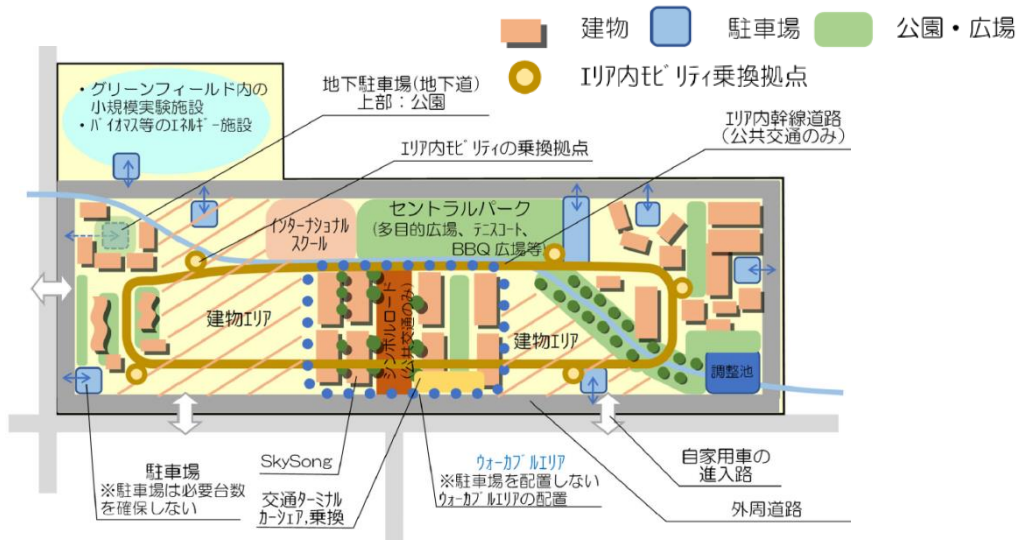 建物
駐車場
公園・広場
エリア内モビリティ乗換拠点
・グリーンフィールド内の
小規模実験施設
・バイオマス等のエネルギー施設
地下駐車場(地下道)
上部：公園
エリア内モビリティの乗換拠点
エリア内幹線道路
(公共交通のみ)
インターナショナル
スクール
セントラルパーク
(多目的広場、テニスコート、
BBQ 広場等)
建物エリア
シンボルロード
(公共交通のみ)
建物エリア
調整池
駐車場
※駐車場は必要台数
を確保しない
SkySong
交通ターミナル
カーシェア,乗換
ウォーカブルエリア
※駐車場を配置しない
ウォーカブルエリアの配置
自家用車の
進入路
外周道路